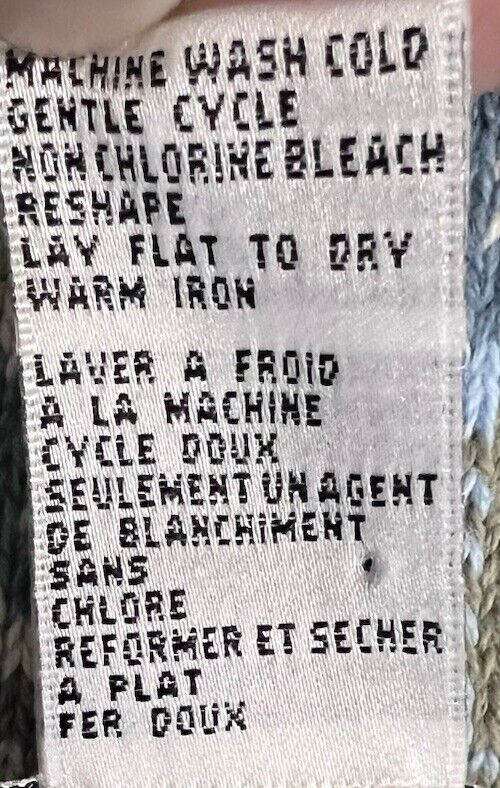 MACHINE WASH COLD
GENTLE CYCLE
NON CHLORINE BLEACH
RESHAPE
LAY FLAT TO DRY
WARM IRON
LAVER A FROID
A LA MACHINE
CYCLE DOUX
SEULEMENT UN AGENT
DE BLANCHIMENT
SANS
CHLORE
REFORMER ET SECHER
A PLAT
FER DOUX